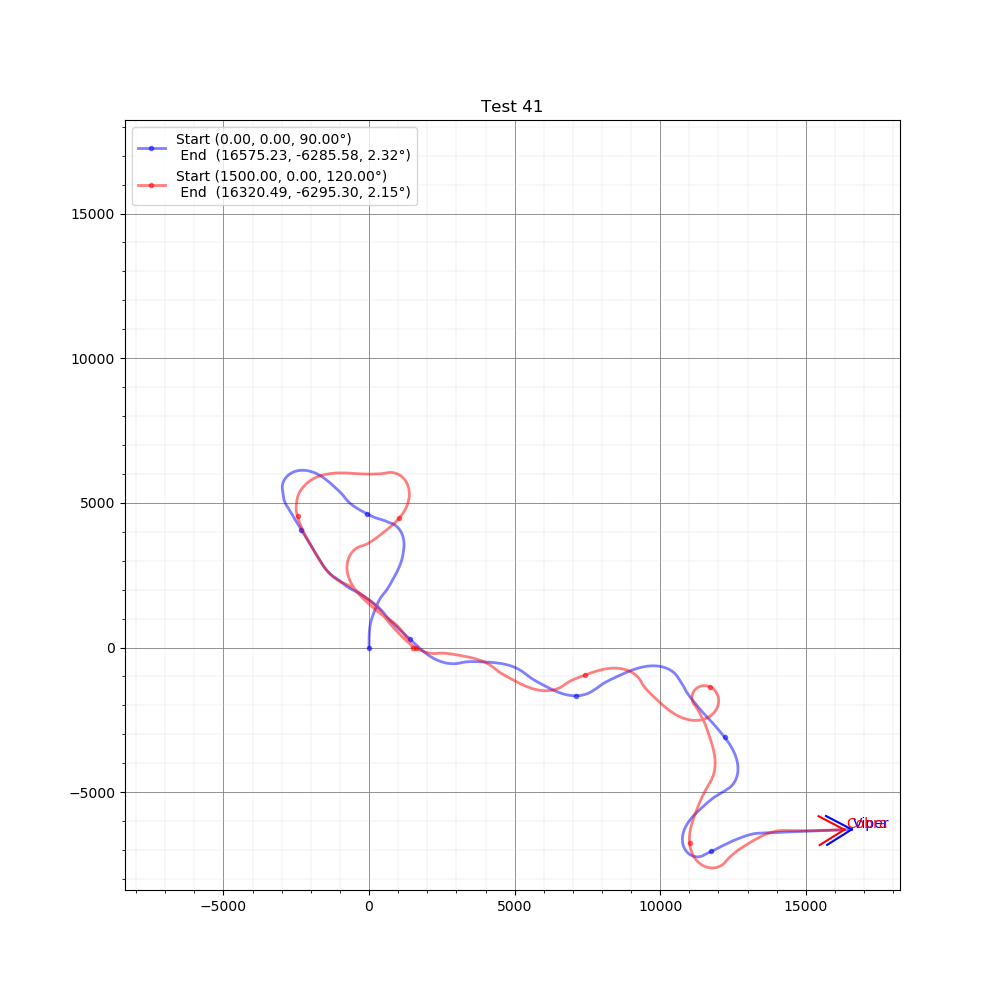 Test 41
Start (0.00, 0.00, 90.00°)
End  (16575.23, -6285.58, 2.32°)
Start (1500.00, 0.00, 120.00°)
End  (16320.49, -6295.30, 2.15°)
15000
10000
5000
0
−5000
Viper
−5000 0 5000 10000 15000